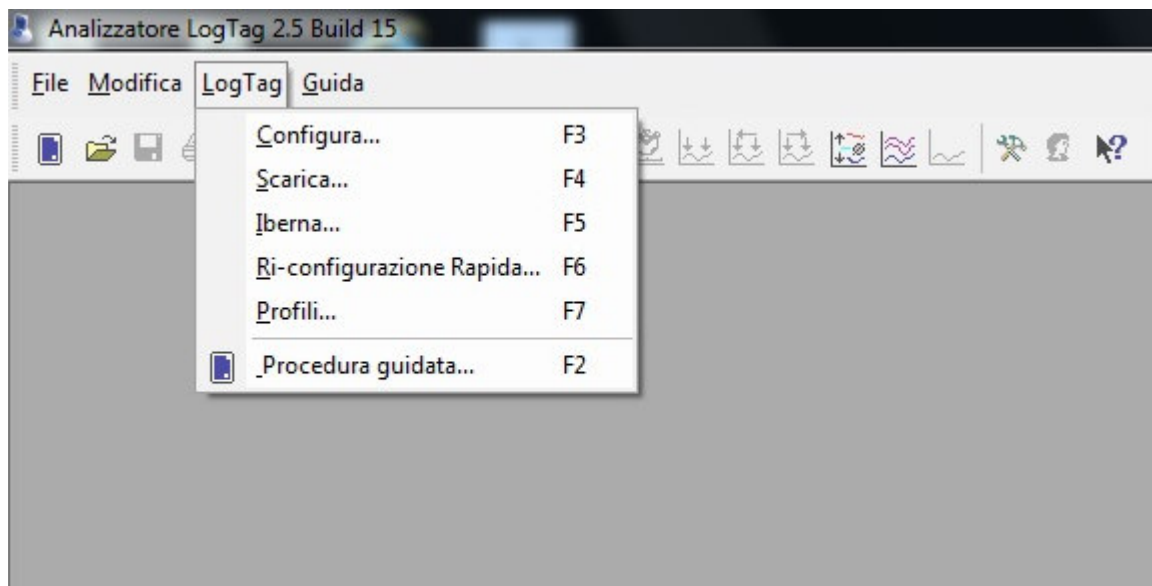 Analizzatore LogTag 2.5 Build 15
File Modifica LogTag Guida
Configura... F3
Scarica... F4
Iberna... F5
Ri-configurazione Rapida... F6
Profili... F7
Procedura guidata... F2